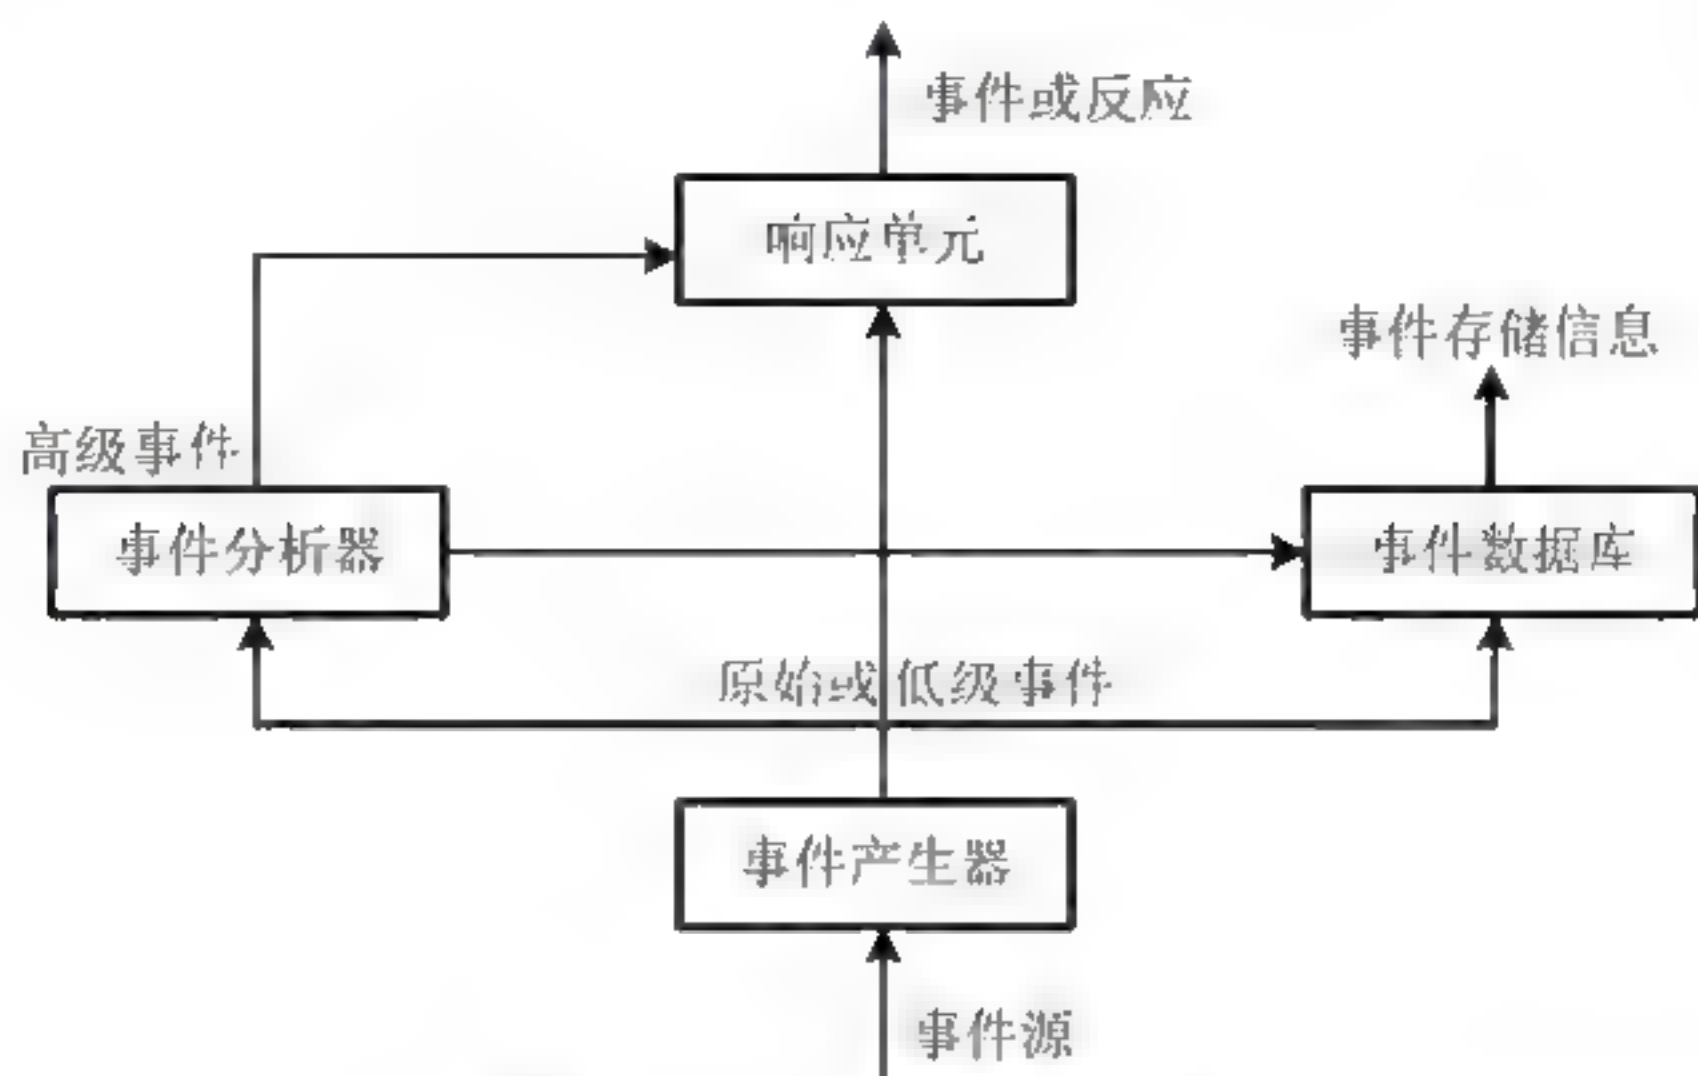 事件或反应
响应单元
事件存储信息
高级事件
事件分析器
事件数据库
原始或低级事件
事件产生器
事件源